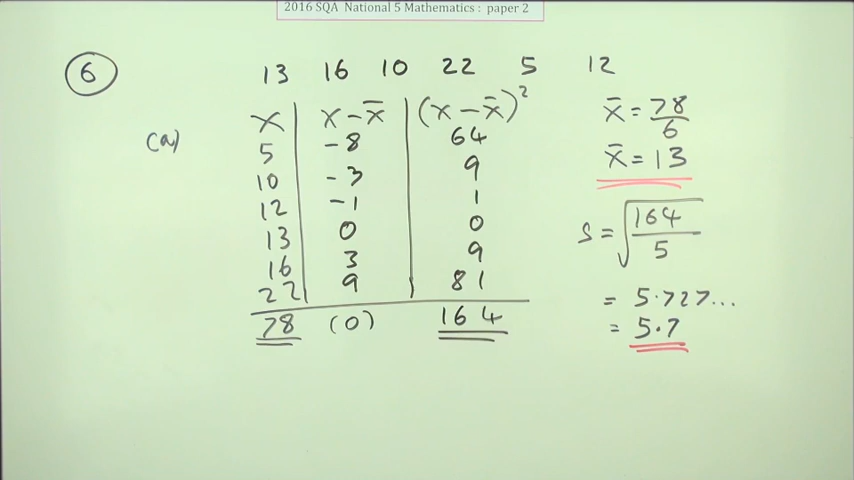 2016 SQA National 5 Mathematics : paper 2
6 13 16 10 22 5 12
(a) x x – x̄ (x – x̄)²
5 -8 64
10 -3 9
12 -1 1
13 0 0
16 3 9
22 9 81
78 (0) 164
x̄ = 78/6
x̄ = 13
s = √(164/5)
= 5.727...
= 5.7